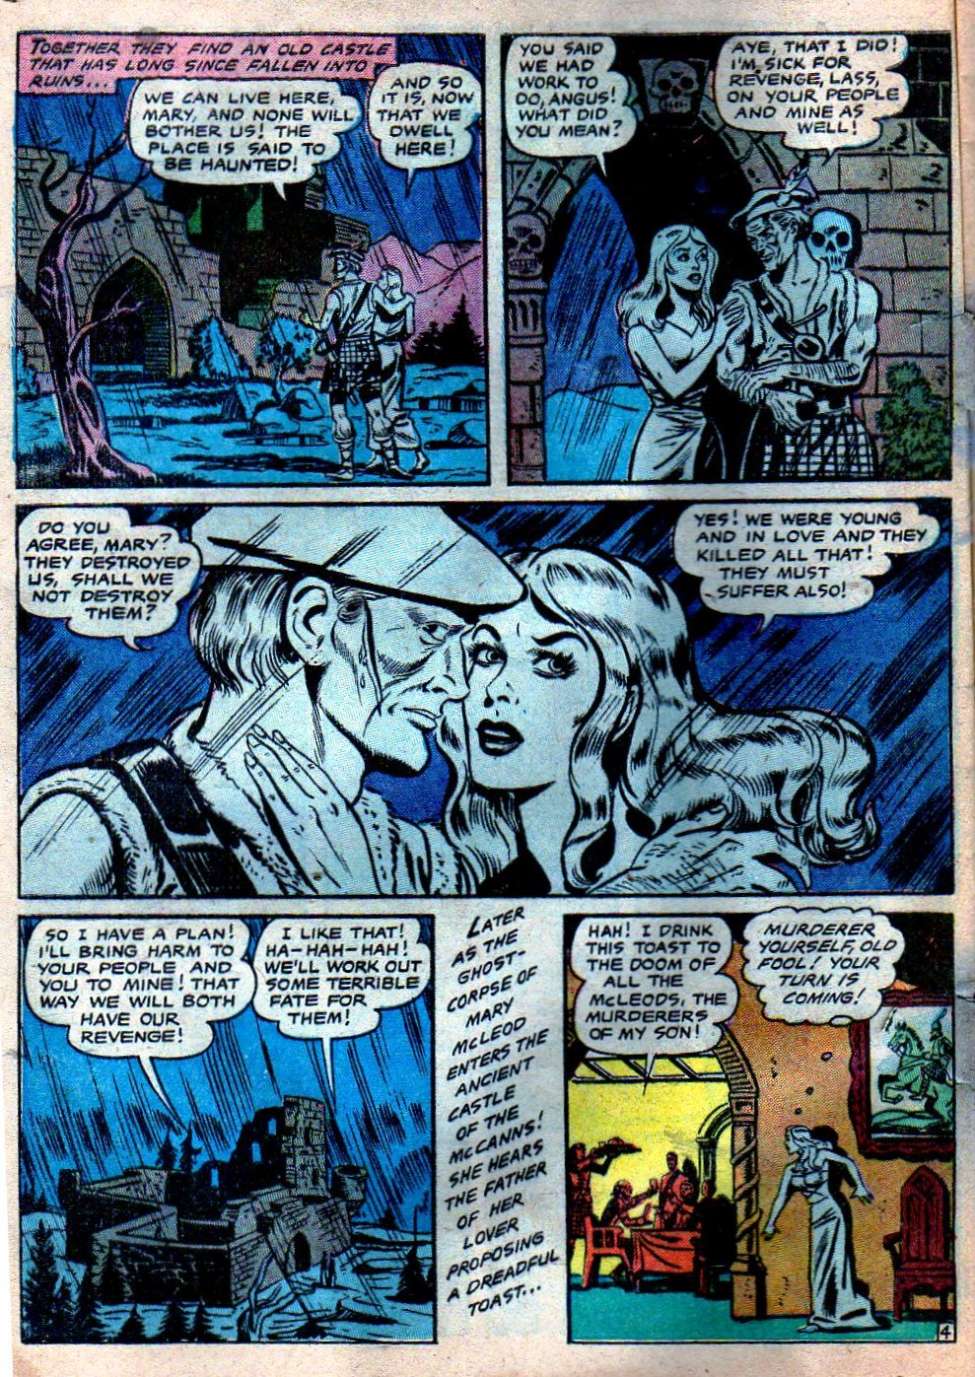 TOGETHER THEY FIND AN OLD CASTLE
THAT HAS LONG SINCE FALLEN INTO
RUINS...
WE CAN LIVE HERE,
MARY, AND NONE WILL
BOTHER US! THE
PLACE IS SAID TO
BE HAUNTED!
AND SO
IT IS, NOW
THAT WE
DWELL
HERE!
YOU SAID
WE HAD
WORK TO
DO, ANGUS!
WHAT DID
YOU MEAN?
AYE, THAT I DID!
I'M SICK FOR
REVENGE, LASS,
ON YOUR PEOPLE
AND MINE AS
WELL!
DO YOU
AGREE, MARY?
THEY DESTROYED
US, SHALL WE
NOT DESTROY
THEM?
YES! WE WERE YOUNG
AND IN LOVE AND THEY
KILLED ALL THAT!
THEY MUST
SUFFER ALSO!
SO I HAVE A PLAN!
I'LL BRING HARM TO
YOUR PEOPLE, AND
YOU TO MINE! THAT
WAY WE WILL BOTH
HAVE OUR
REVENGE!
I LIKE THAT!
HA-HAH-HAH!
WE'LL WORK OUT
SOME TERRIBLE
FATE FOR
THEM!
LATER
AS THE
GHOST-
CORPSE OF
MARY
McLEOD
ENTERS THE
ANCIENT
CASTLE
OF THE
McCANNS!
SHE HEARS
THE FATHER
OF HER
LOVER
PROPOSING
A DREADFUL
TOAST...
HAH! I DRINK
THIS TOAST TO
THE DOOM OF
ALL THE
McLEODS, THE
MURDERERS
OF MY SON!
MURDERER
YOURSELF, OLD
FOOL! YOUR
TURN IS
COMING!
4